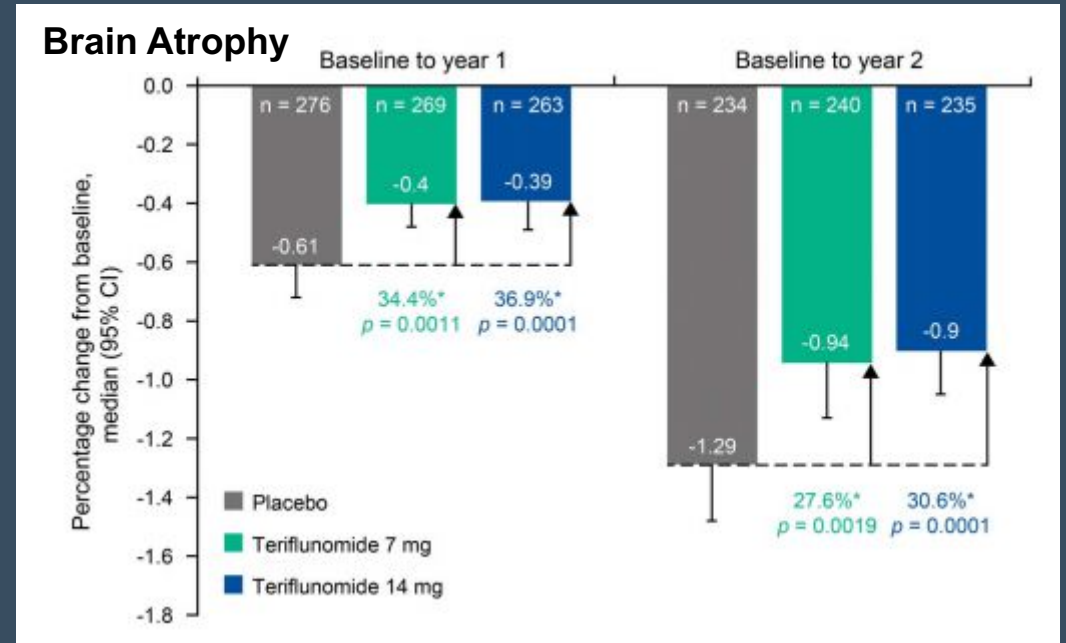 Brain Atrophy
Baseline to year 1
Baseline to year 2
Percentage change from baseline,
median (95% CI)
0.0
-0.2
-0.4
-0.6
-0.8
-1.0
-1.2
-1.4
-1.6
-1.8
n = 276
n = 269
n = 263
-0.61
-0.4
-0.39
34.4%*
p = 0.0011
36.9%*
p = 0.0001
n = 234
n = 240
n = 235
-1.29
-0.94
-0.9
27.6%*
p = 0.0019
30.6%*
p = 0.0001
Placebo
Teriflunomide 7 mg
Teriflunomide 14 mg